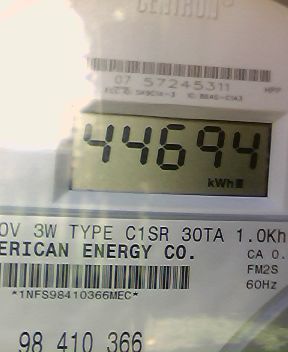 CENTRON®
07 57245311
44694
kWh
0V 3W TYPE C1SR 30TA 1.0Kh
ERICAN ENERGY CO.
CA 0.
FM2S
60Hz
*1NFS98410366MEC*
98 410 366